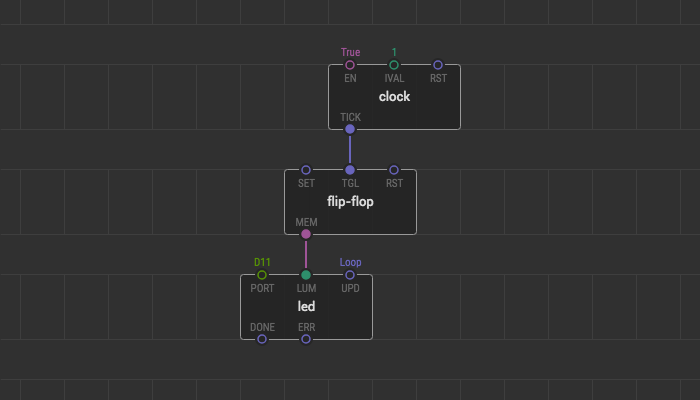 True 1
EN IVAL RST
clock
TICK
SET TGL RST
flip-flop
MEM
D11 Loop
PORT LUM UPD
led
DONE ERR